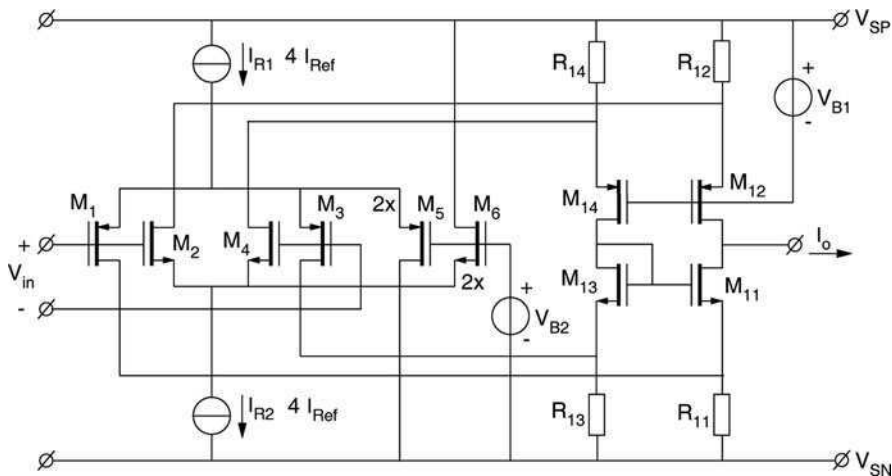 V_SP
I_R1 4 I_Ref
R_14
R_12
+
V_B1
-
M_1
M_3
2x
M_5
M_6
M_14
M_12
+
M_2
M_4
I_o
V_in
2x
M_13
M_11
-
+
V_B2
-
I_R2 4 I_Ref
R_13
R_11
V_SN